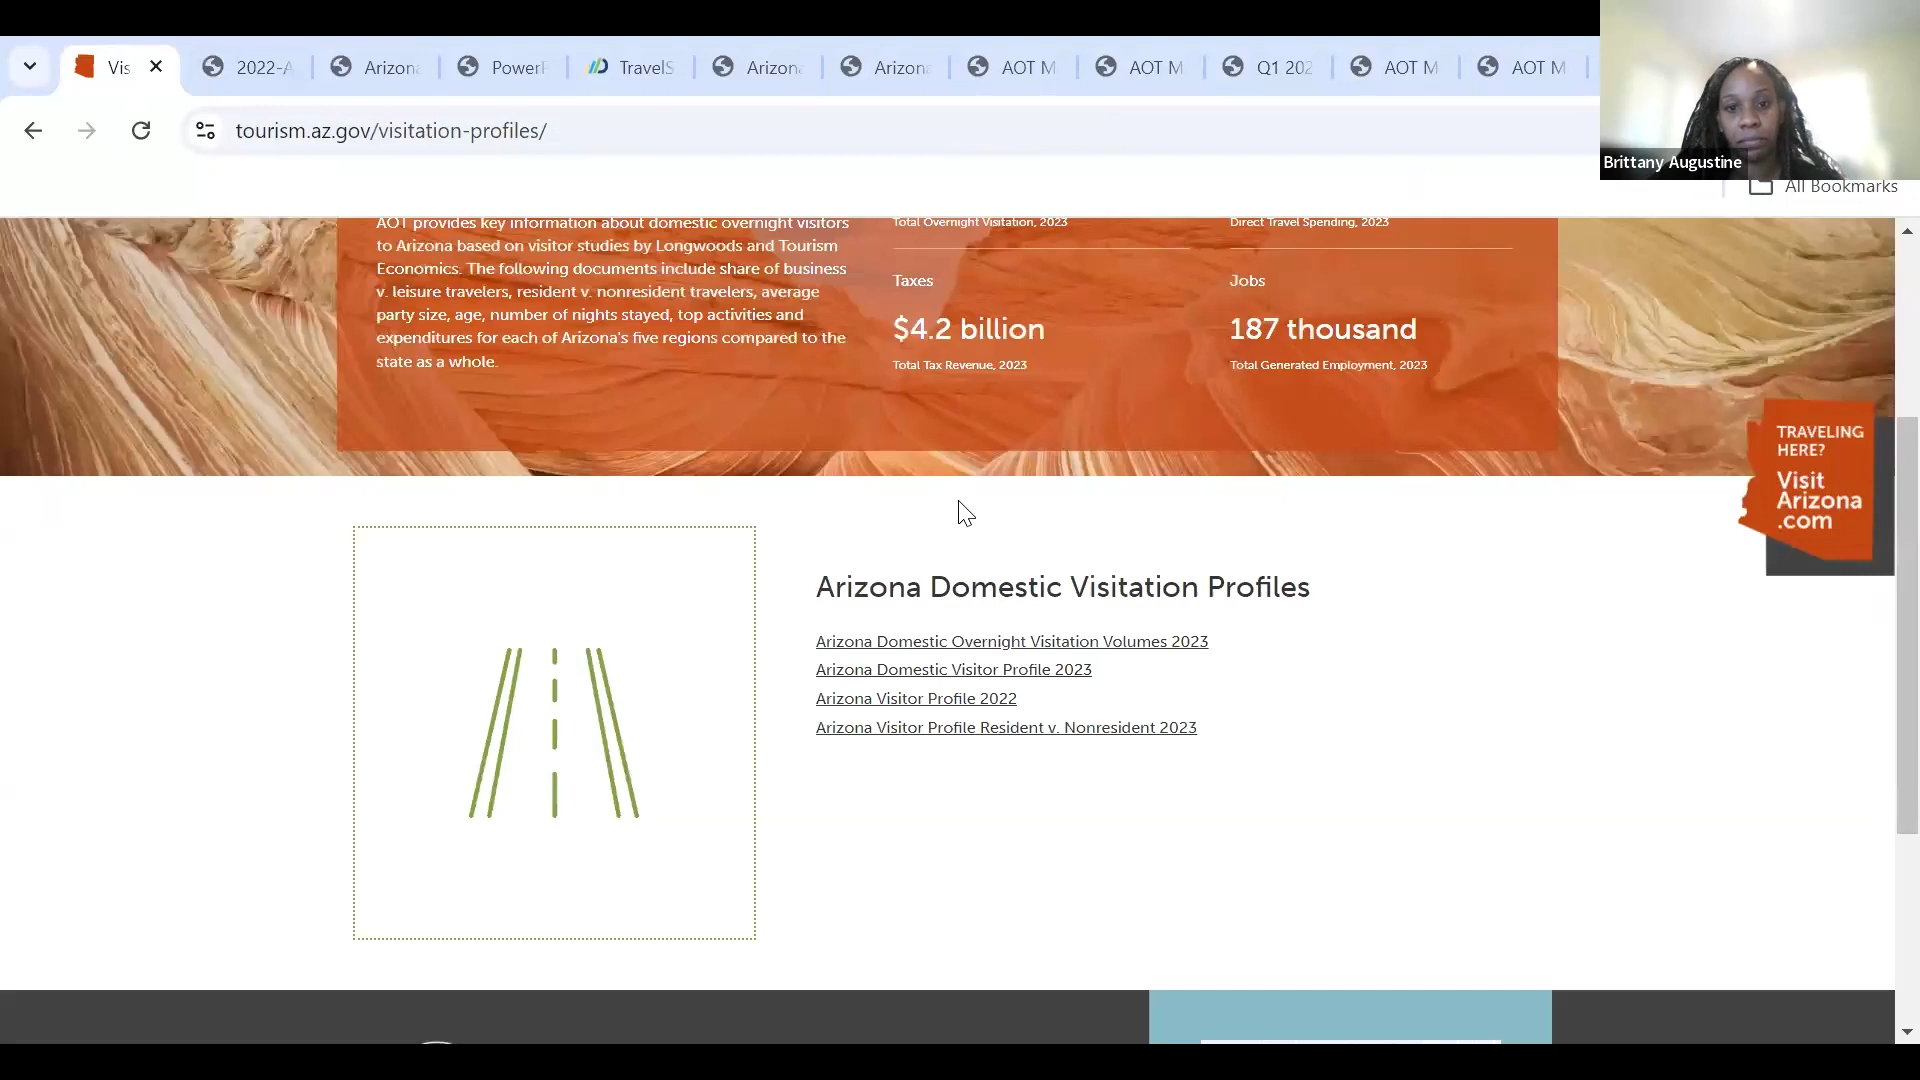 Vis
2022-A
Arizona
PowerP
TravelS
Arizona
Arizona
AOT M
AOT M
Q1 202
AOT M
AOT M
tourism.az.gov/visitation-profiles/
Brittany Augustine
All Bookmarks
AOT provides key information about domestic overnight visitors
to Arizona based on visitor studies by Longwoods and Tourism
Economics. The following documents include share of business
v. leisure travelers, resident v. nonresident travelers, average
party size, age, number of nights stayed, top activities and
expenditures for each of Arizona's five regions compared to the
state as a whole.
Total Overnight Visitation, 2023
Direct Travel Spending, 2023
Taxes
$4.2 billion
Total Tax Revenue, 2023
Jobs
187 thousand
Total Generated Employment, 2023
TRAVELING
HERE?
Visit
Arizona
.com
Arizona Domestic Visitation Profiles
Arizona Domestic Overnight Visitation Volumes 2023
Arizona Domestic Visitor Profile 2023
Arizona Visitor Profile 2022
Arizona Visitor Profile Resident v. Nonresident 2023